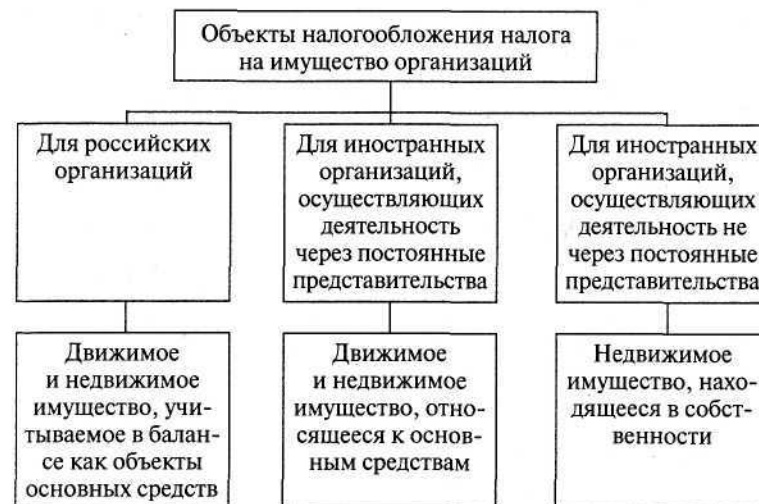 Объекты налогообложения налога
на имущество организаций
Для российских
организаций
Для иностранных
организаций,
осуществляющих
деятельность
через постоянные
представительства
Для иностранных
организаций,
осуществляющих
деятельность не
через постоянные
представительства
Движимое
и недвижимое
имущество, учи-
тываемое в балан-
се как объекты
основных средств
Движимое
и недвижимое
имущество, отно-
сящееся к основ-
ным средствам
Недвижимое
имущество, нахо-
дящееся в собст-
венности